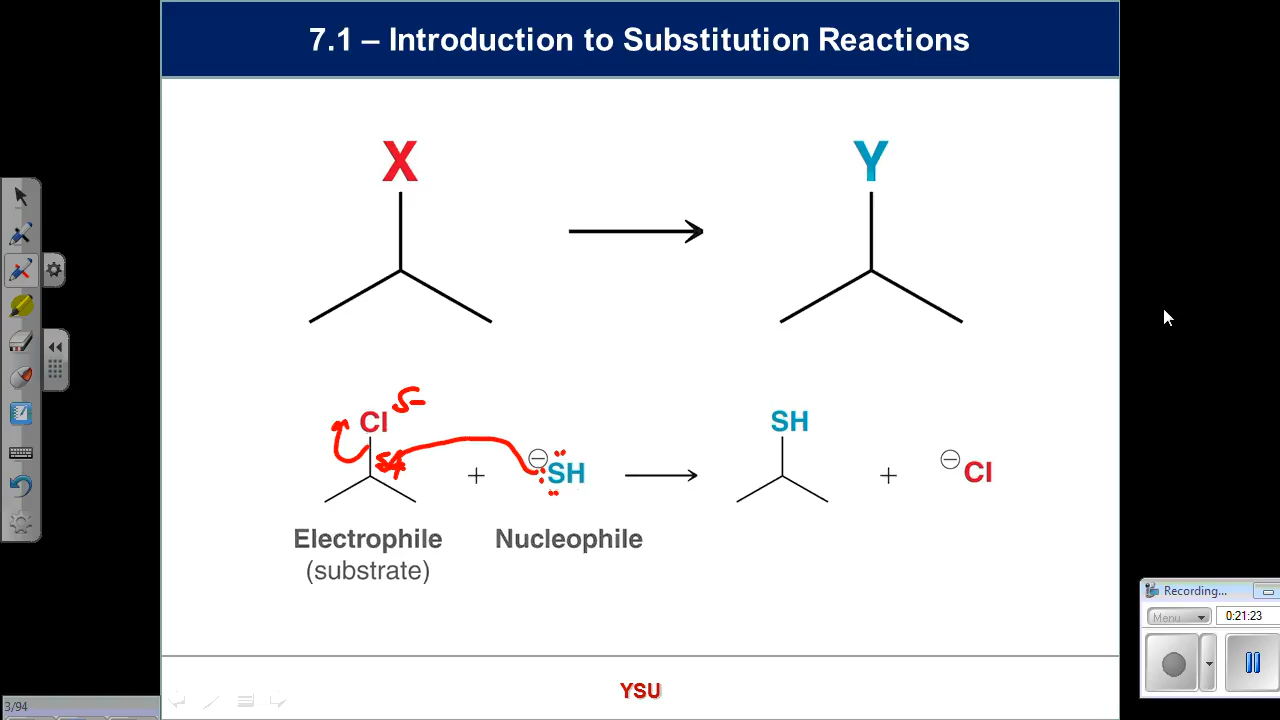 7.1 – Introduction to Substitution Reactions
X
Y
Cl δ-
δ+
+
⊖
SH
SH
+
⊖
Cl
Electrophile
(substrate)
Nucleophile
YSU
3/94
Recording...
Menu
0:21:23